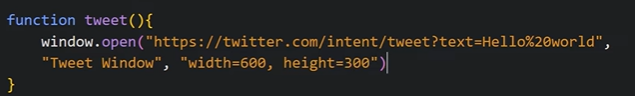 function tweet(){
window.open("https://twitter.com/intent/tweet?text=Hello%20world",
"Tweet Window", "width=600, height=300")
}